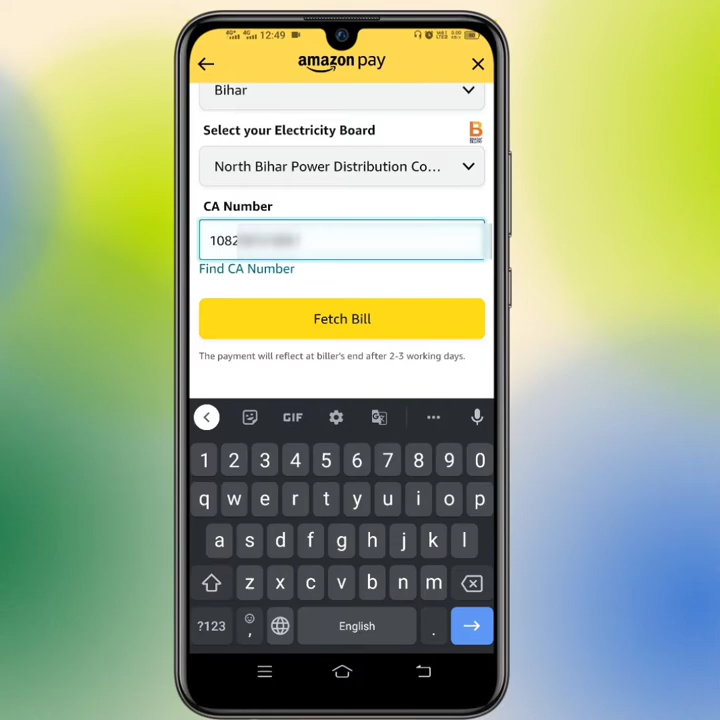 12:49
amazon pay
Bihar
Select your Electricity Board
B
North Bihar Power Distribution Co...
CA Number
1082
Find CA Number
Fetch Bill
The payment will reflect at biller's end after 2-3 working days.
GIF
1 2 3 4 5 6 7 8 9 0
q w e r t y u i o p
a s d f g h j k l
z x c v b n m
?123 , English .